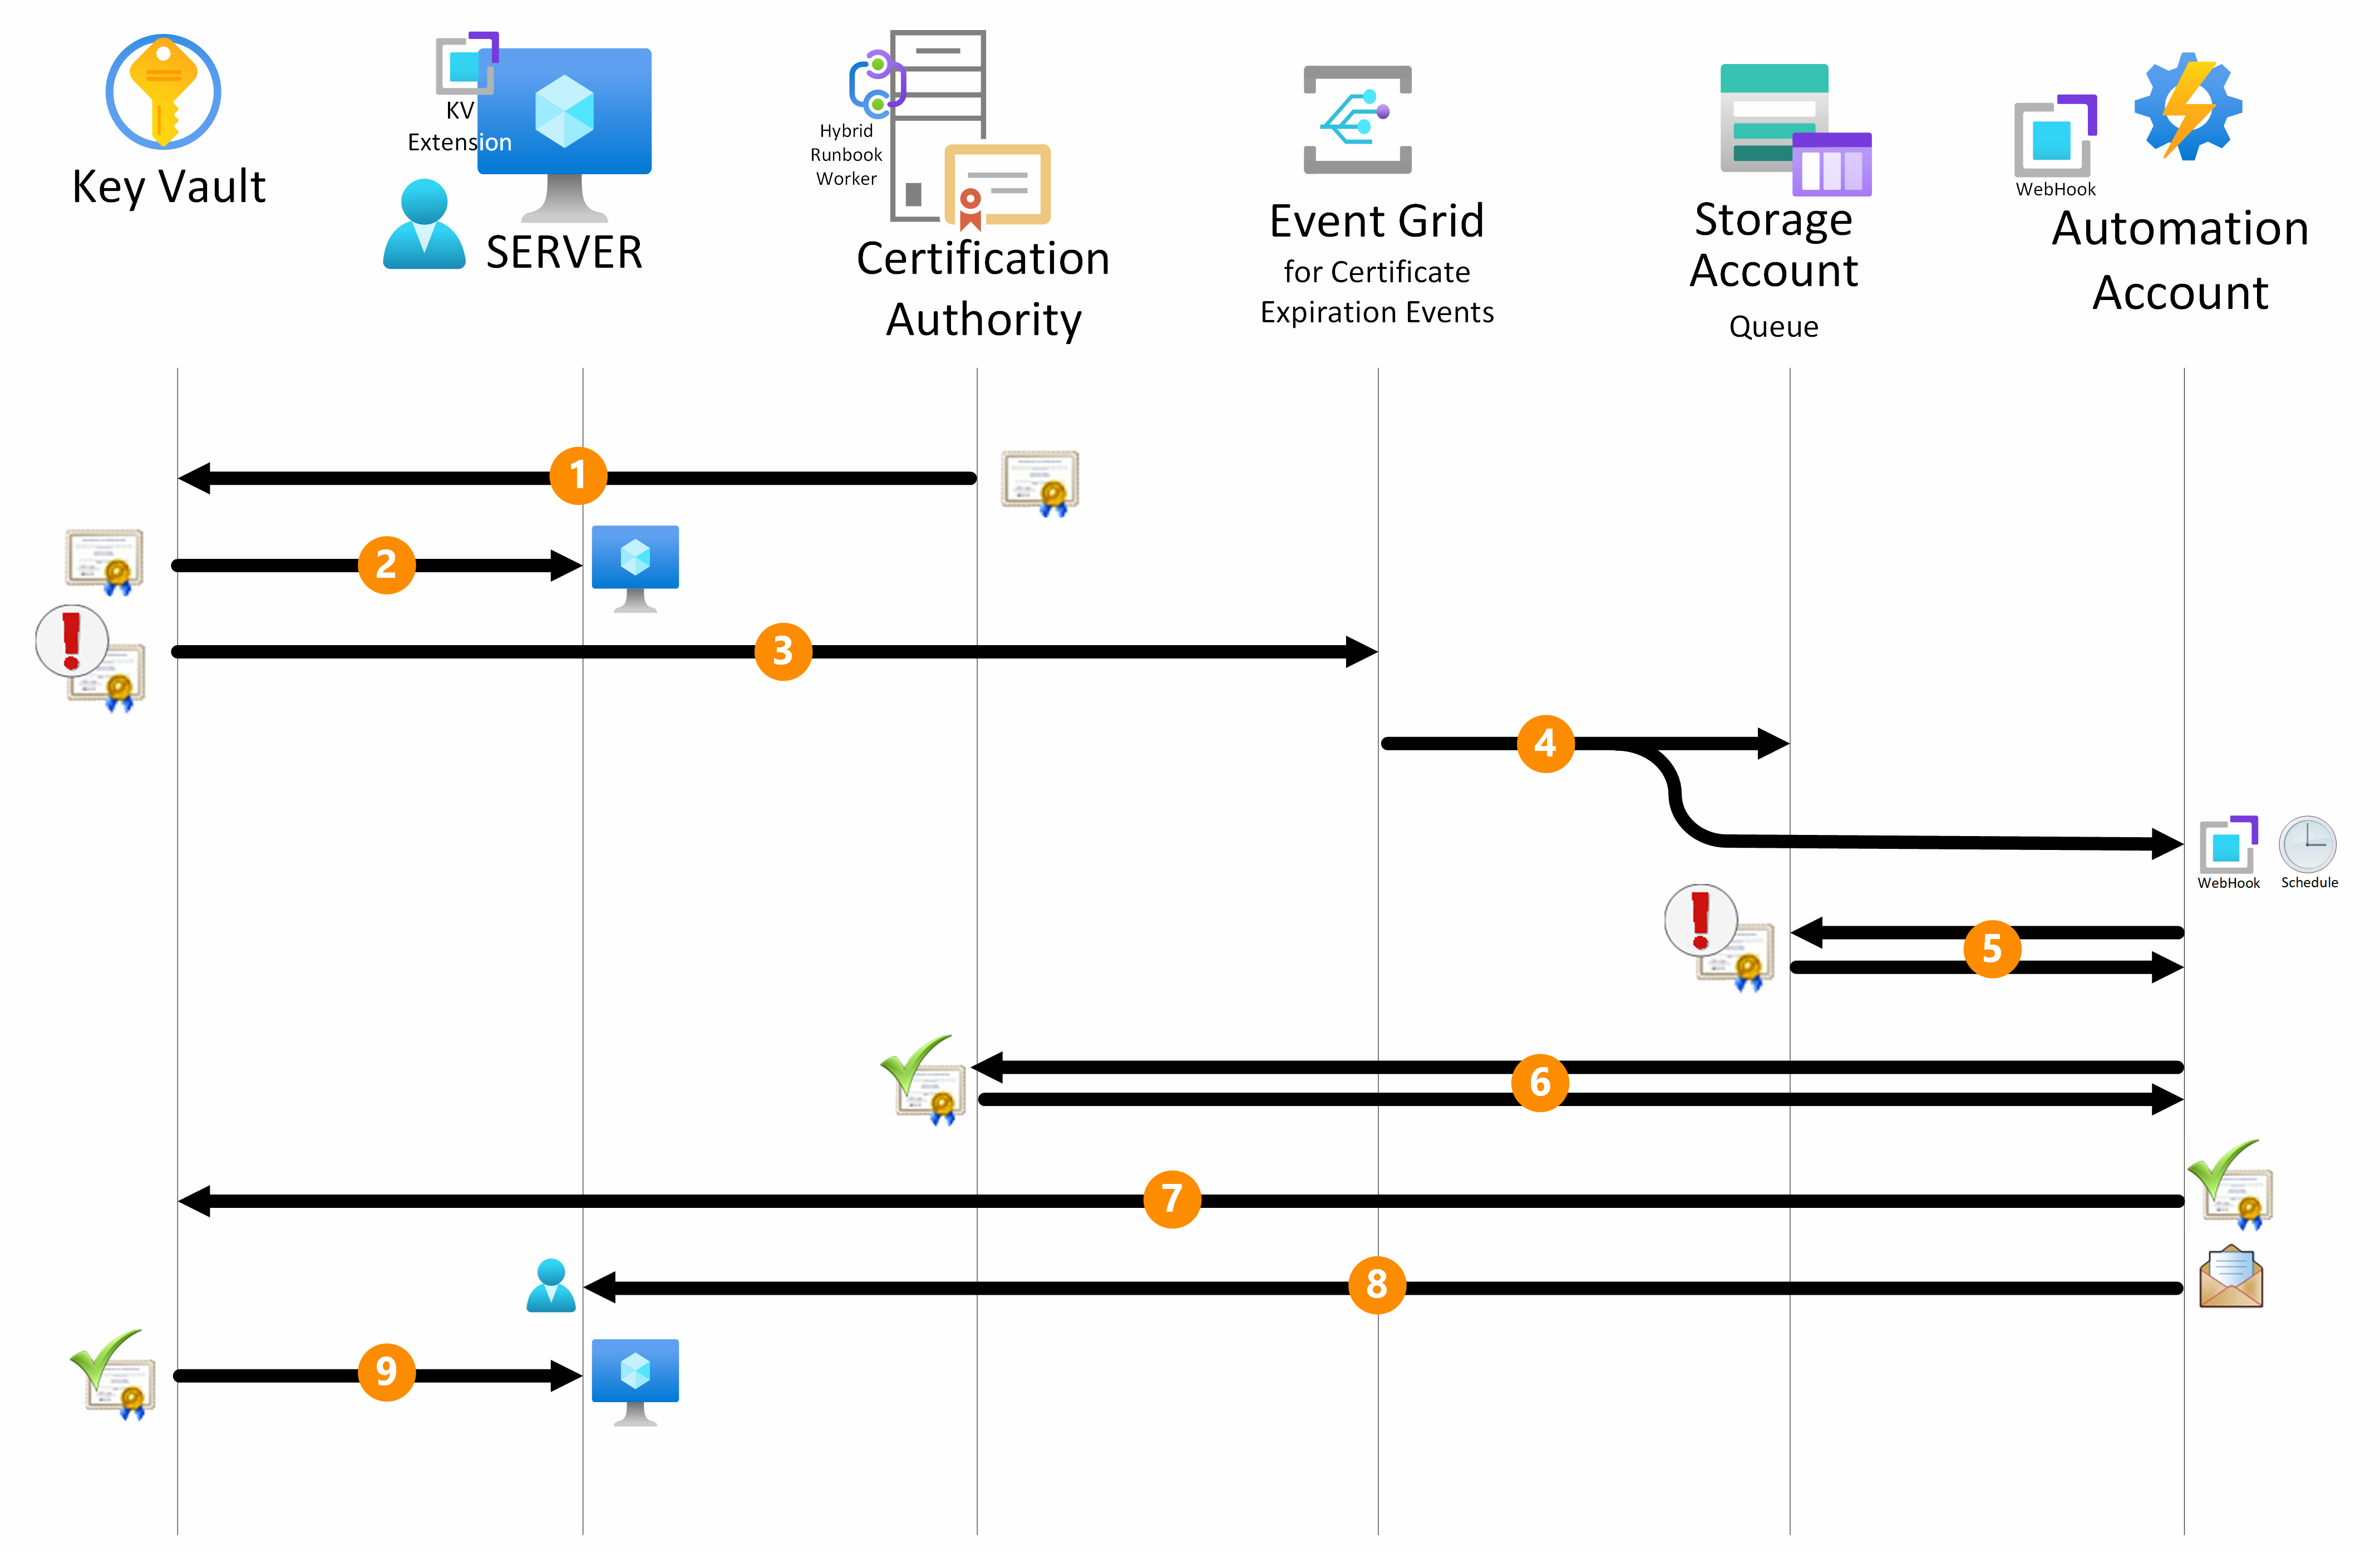 Key Vault
KV
Extension
SERVER
Hybrid
Runbook
Worker
Certification
Authority
Event Grid
for Certificate
Expiration Events
Storage
Account
Queue
WebHook
Automation
Account
1
2
3
4
WebHook
Schedule
5
6
7
8
9